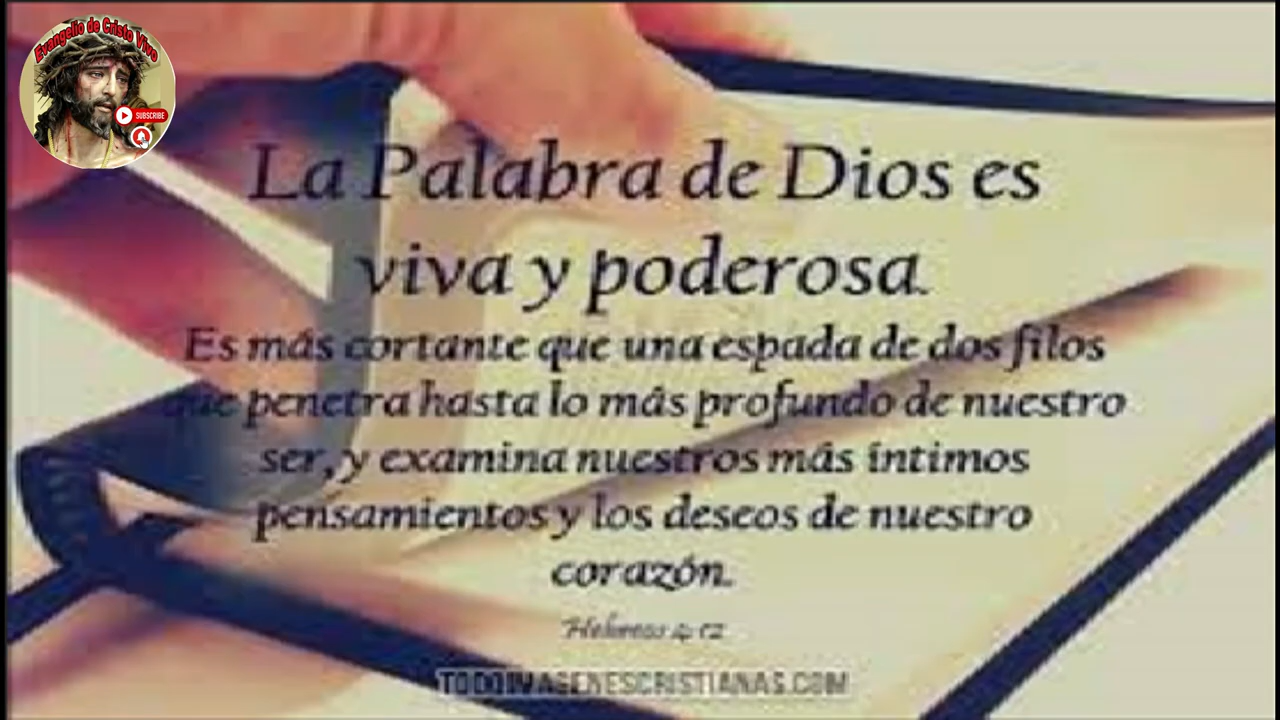 Evangelio de Cristo Vivo
SUBSCRIBE
La Palabra de Dios es
viva y poderosa.
Es más cortante que una espada de dos filos
que penetra hasta lo más profundo de nuestro
ser, y examina nuestros más íntimos
pensamientos y los deseos de nuestro
corazón.
Hebreos 4:12
TODOIMAGENESCRISTIANAS.COM